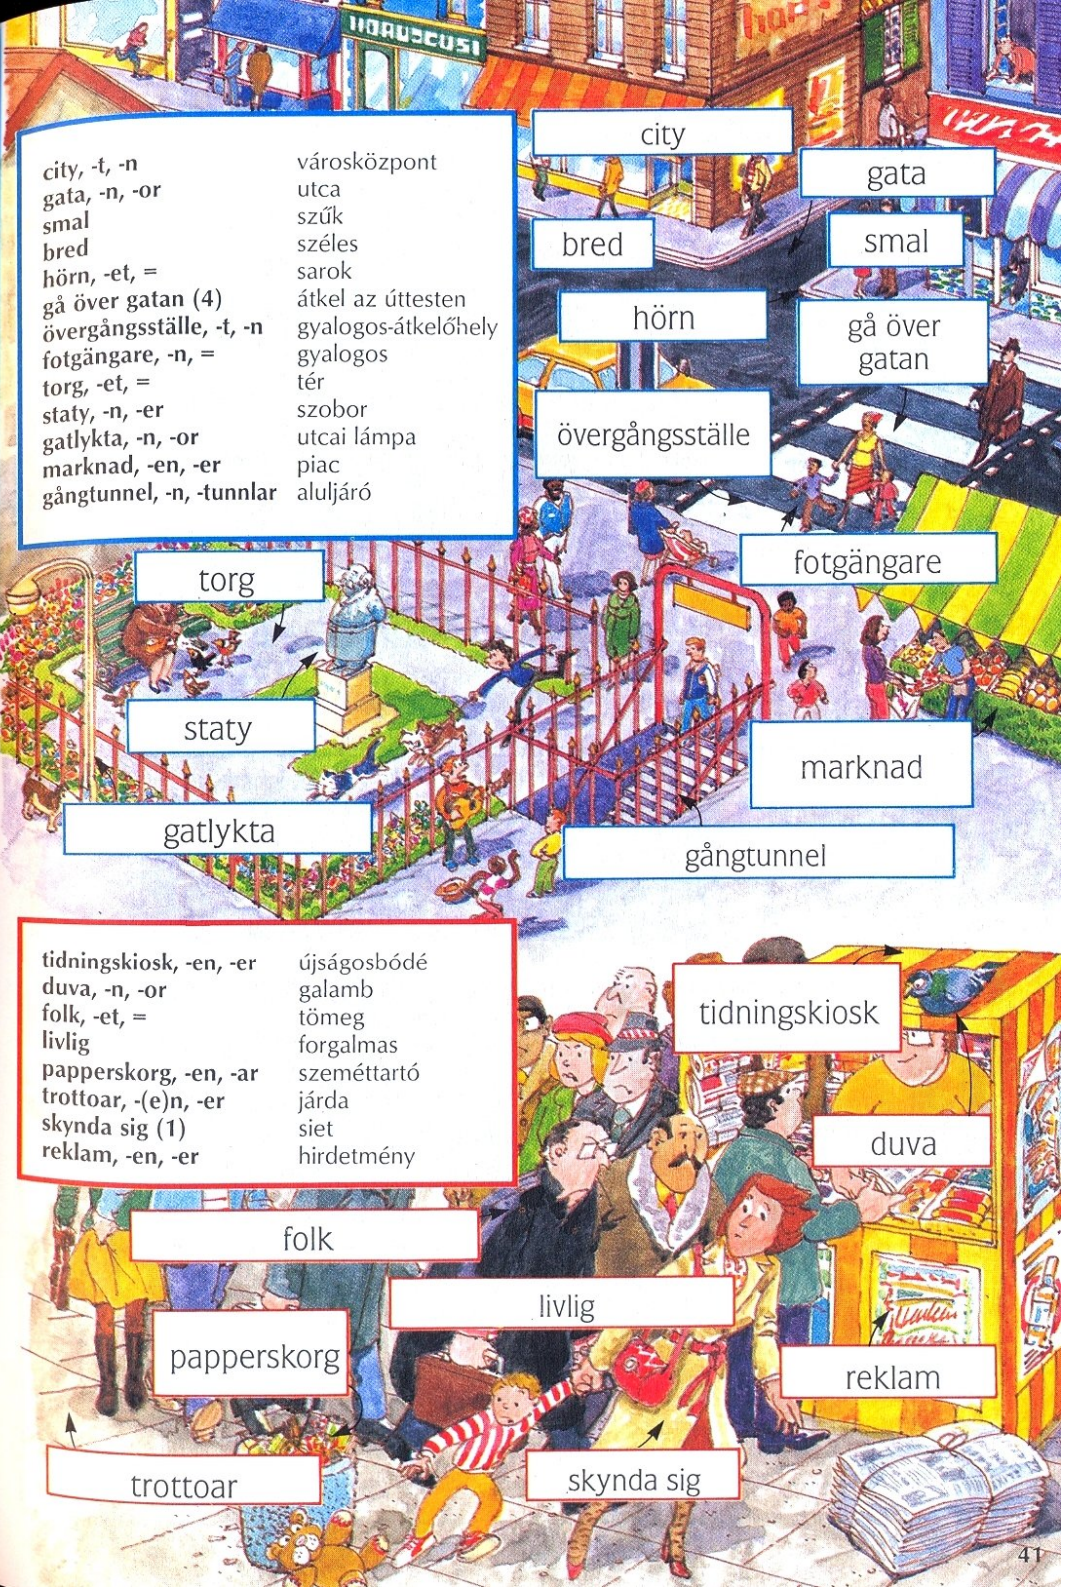 HORUSCUSI
city
gata
bred
smal
hörn
gå över
gatan
övergångsställe
fotgängare
city, -t, -n városközpont
gata, -n, -or utca
smal szűk
bred széles
hörn, -et, = sarok
gå över gatan (4) átkel az úttesten
övergångsställe, -t, -n gyalogos-átkelőhely
fotgängare, -n, = gyalogos
torg, -et, = tér
staty, -n, -er szobor
gatlykta, -n, -or utcai lámpa
marknad, -en, -er piac
gångtunnel, -n, -tunnlar aluljáró
torg
staty
marknad
gatlykta
gångtunnel
tidningskiosk, -en, -er újságosbódé
duva, -n, -or galamb
folk, -et, = tömeg
livlig forgalmas
papperskorg, -en, -ar szeméttartó
trottoar, -(e)n, -er járda
skynda sig (1) siet
reklam, -en, -er hirdetmény
tidningskiosk
duva
folk
livlig
papperskorg
reklam
trottoar
skynda sig
41